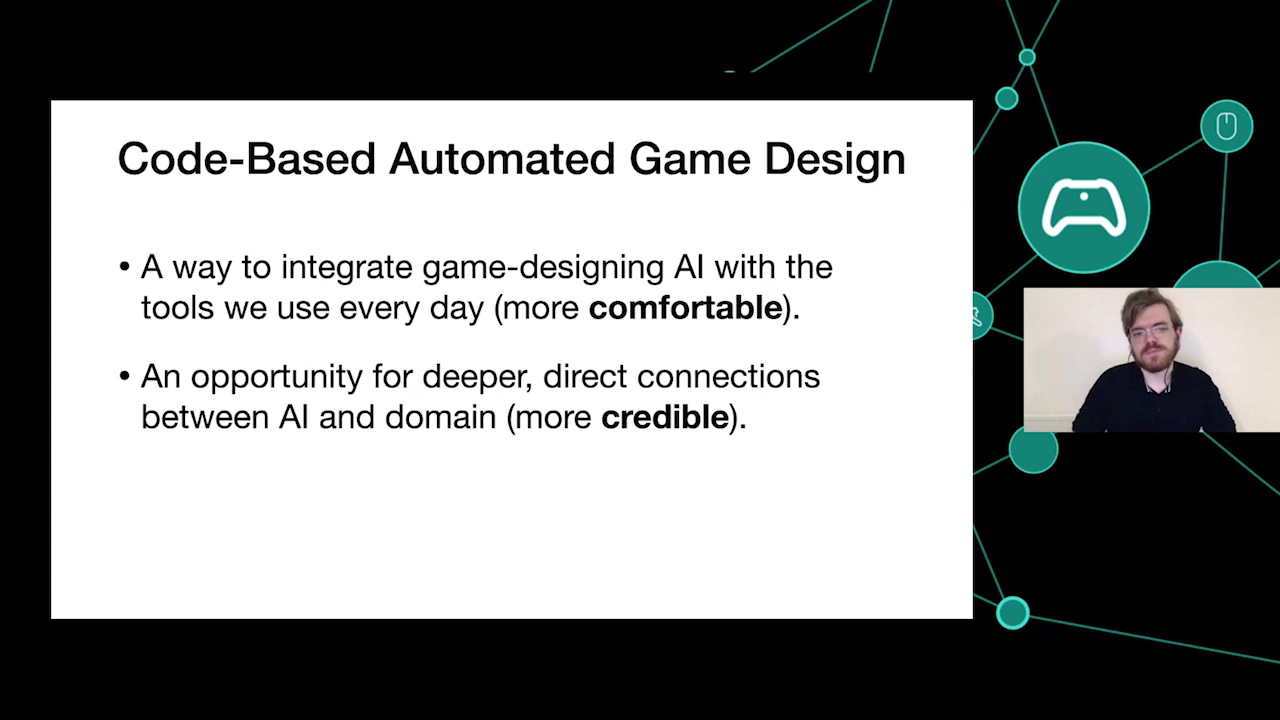 Code-Based Automated Game Design
• A way to integrate game-designing AI with the
tools we use every day (more comfortable).
• An opportunity for deeper, direct connections
between AI and domain (more credible).